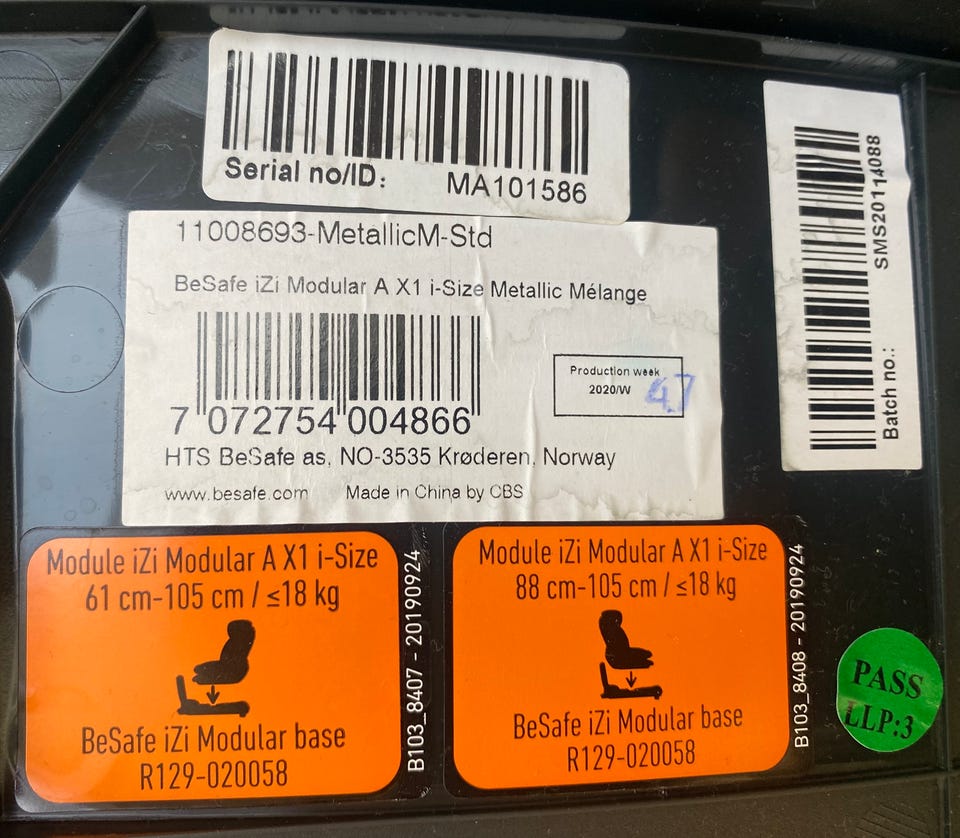 Serial no/ID: MA101586
11008693-MetallicM-Std
BeSafe iZi Modular A X1 i-Size Metallic Mélange
7 072754 004866
Production week
2020/W 47
HTS BeSafe as, NO-3535 Krøderen, Norway
www.besafe.com Made in China by CBS
Batch no.: SMS20114088
Module iZi Modular A X1 i-Size
61 cm-105 cm / ≤18 kg
BeSafe iZi Modular base
R129-020058
B103_8407 - 20190924
Module iZi Modular A X1 i-Size
88 cm-105 cm / ≤18 kg
BeSafe iZi Modular base
R129-020058
B103_8408 - 20190924
PASS
LLP:3